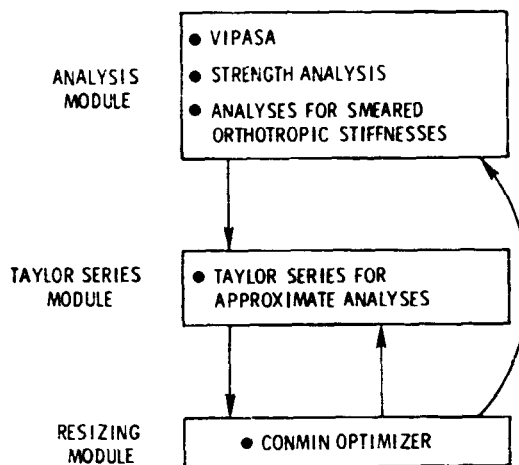 ANALYSIS
MODULE
● VIPASA
● STRENGTH ANALYSIS
● ANALYSES FOR SMEARED
ORTHOTROPIC STIFFNESSES
TAYLOR SERIES
MODULE
● TAYLOR SERIES FOR
APPROXIMATE ANALYSES
RESIZING
MODULE
● CONMIN OPTIMIZER